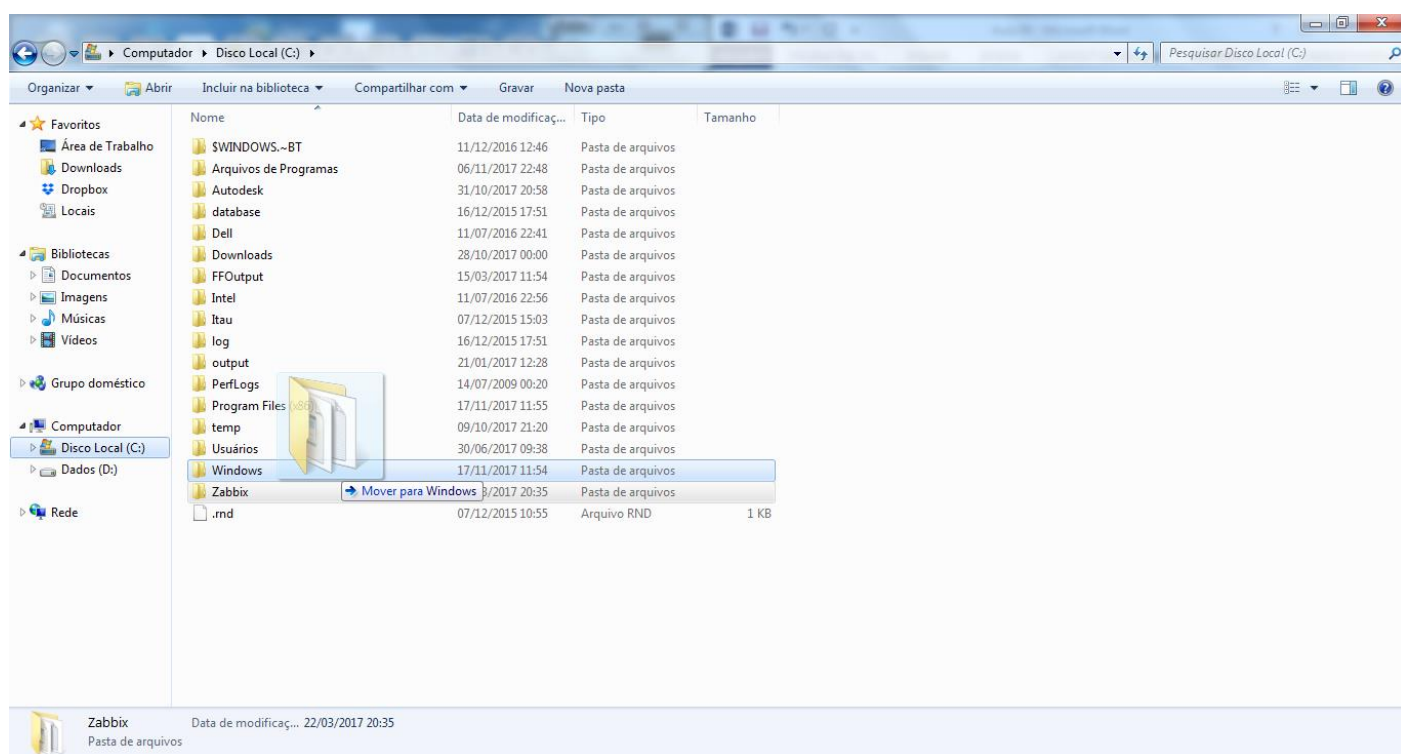 Computador ▸ Disco Local (C:) ▸
Pesquisar Disco Local (C:)
Organizar Abrir Incluir na biblioteca Compartilhar com Gravar Nova pasta
Favoritos
Área de Trabalho
Downloads
Dropbox
Locais
Bibliotecas
Documentos
Imagens
Músicas
Vídeos
Grupo doméstico
Computador
Disco Local (C:)
Dados (D:)
Rede
Nome Data de modificaç... Tipo Tamanho
$WINDOWS.~BT 11/12/2016 12:46 Pasta de arquivos
Arquivos de Programas 06/11/2017 22:48 Pasta de arquivos
Autodesk 31/10/2017 20:58 Pasta de arquivos
database 16/12/2015 17:51 Pasta de arquivos
Dell 11/07/2016 22:41 Pasta de arquivos
Downloads 28/10/2017 00:00 Pasta de arquivos
FFOutput 15/03/2017 11:54 Pasta de arquivos
Intel 11/07/2016 22:56 Pasta de arquivos
Itau 07/12/2015 15:03 Pasta de arquivos
log 16/12/2015 17:51 Pasta de arquivos
output 21/01/2017 12:28 Pasta de arquivos
PerfLogs 14/07/2009 00:20 Pasta de arquivos
Program Files (x86) 17/11/2017 11:55 Pasta de arquivos
temp 09/10/2017 21:20 Pasta de arquivos
Usuários 30/06/2017 09:38 Pasta de arquivos
Windows 17/11/2017 11:54 Pasta de arquivos
Zabbix Mover para Windows 3/2017 20:35 Pasta de arquivos
.rnd 07/12/2015 10:55 Arquivo RND 1 KB
Zabbix Data de modificaç... 22/03/2017 20:35
Pasta de arquivos